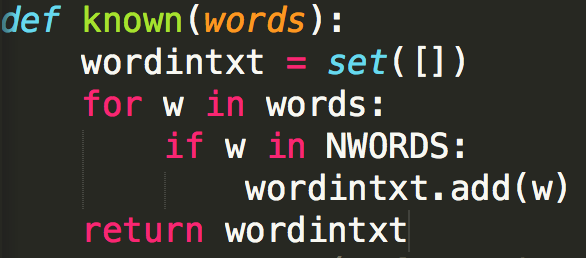 def known(words):
    wordintxt = set([])
    for w in words:
        if w in NWORDS:
            wordintxt.add(w)
    return wordintxt